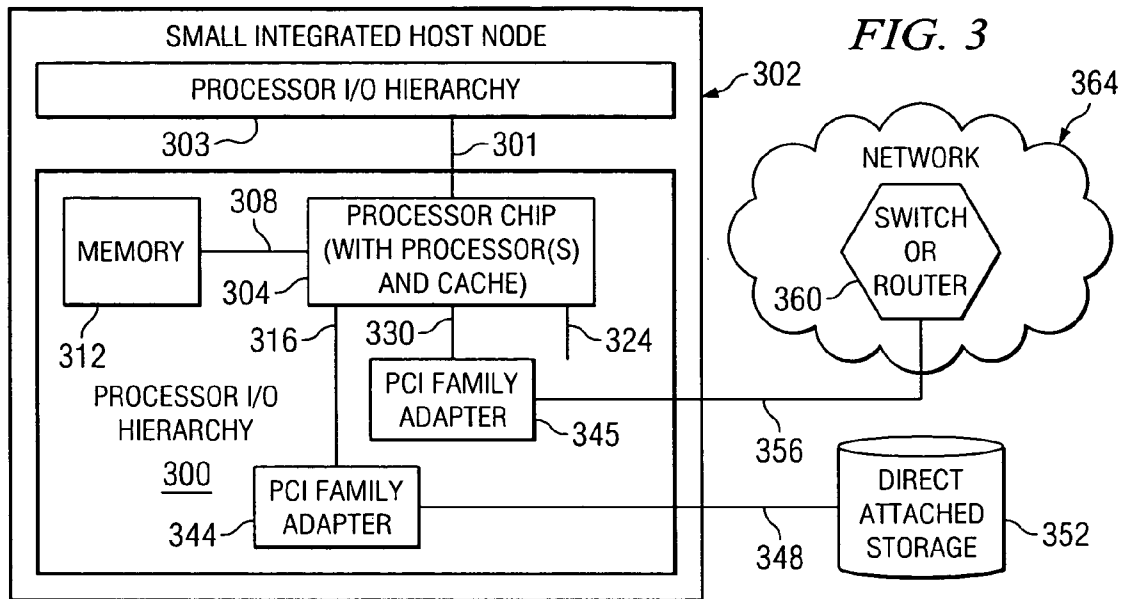 FIG. 3
SMALL INTEGRATED HOST NODE
PROCESSOR I/O HIERARCHY
303
301
302
364
NETWORK
SWITCH
OR
ROUTER
360
MEMORY
308
PROCESSOR CHIP
(WITH PROCESSOR(S)
AND CACHE)
304
312
316
330
324
PROCESSOR I/O
HIERARCHY
300
PCI FAMILY
ADAPTER
345
356
PCI FAMILY
ADAPTER
344
348
DIRECT
ATTACHED
STORAGE
352